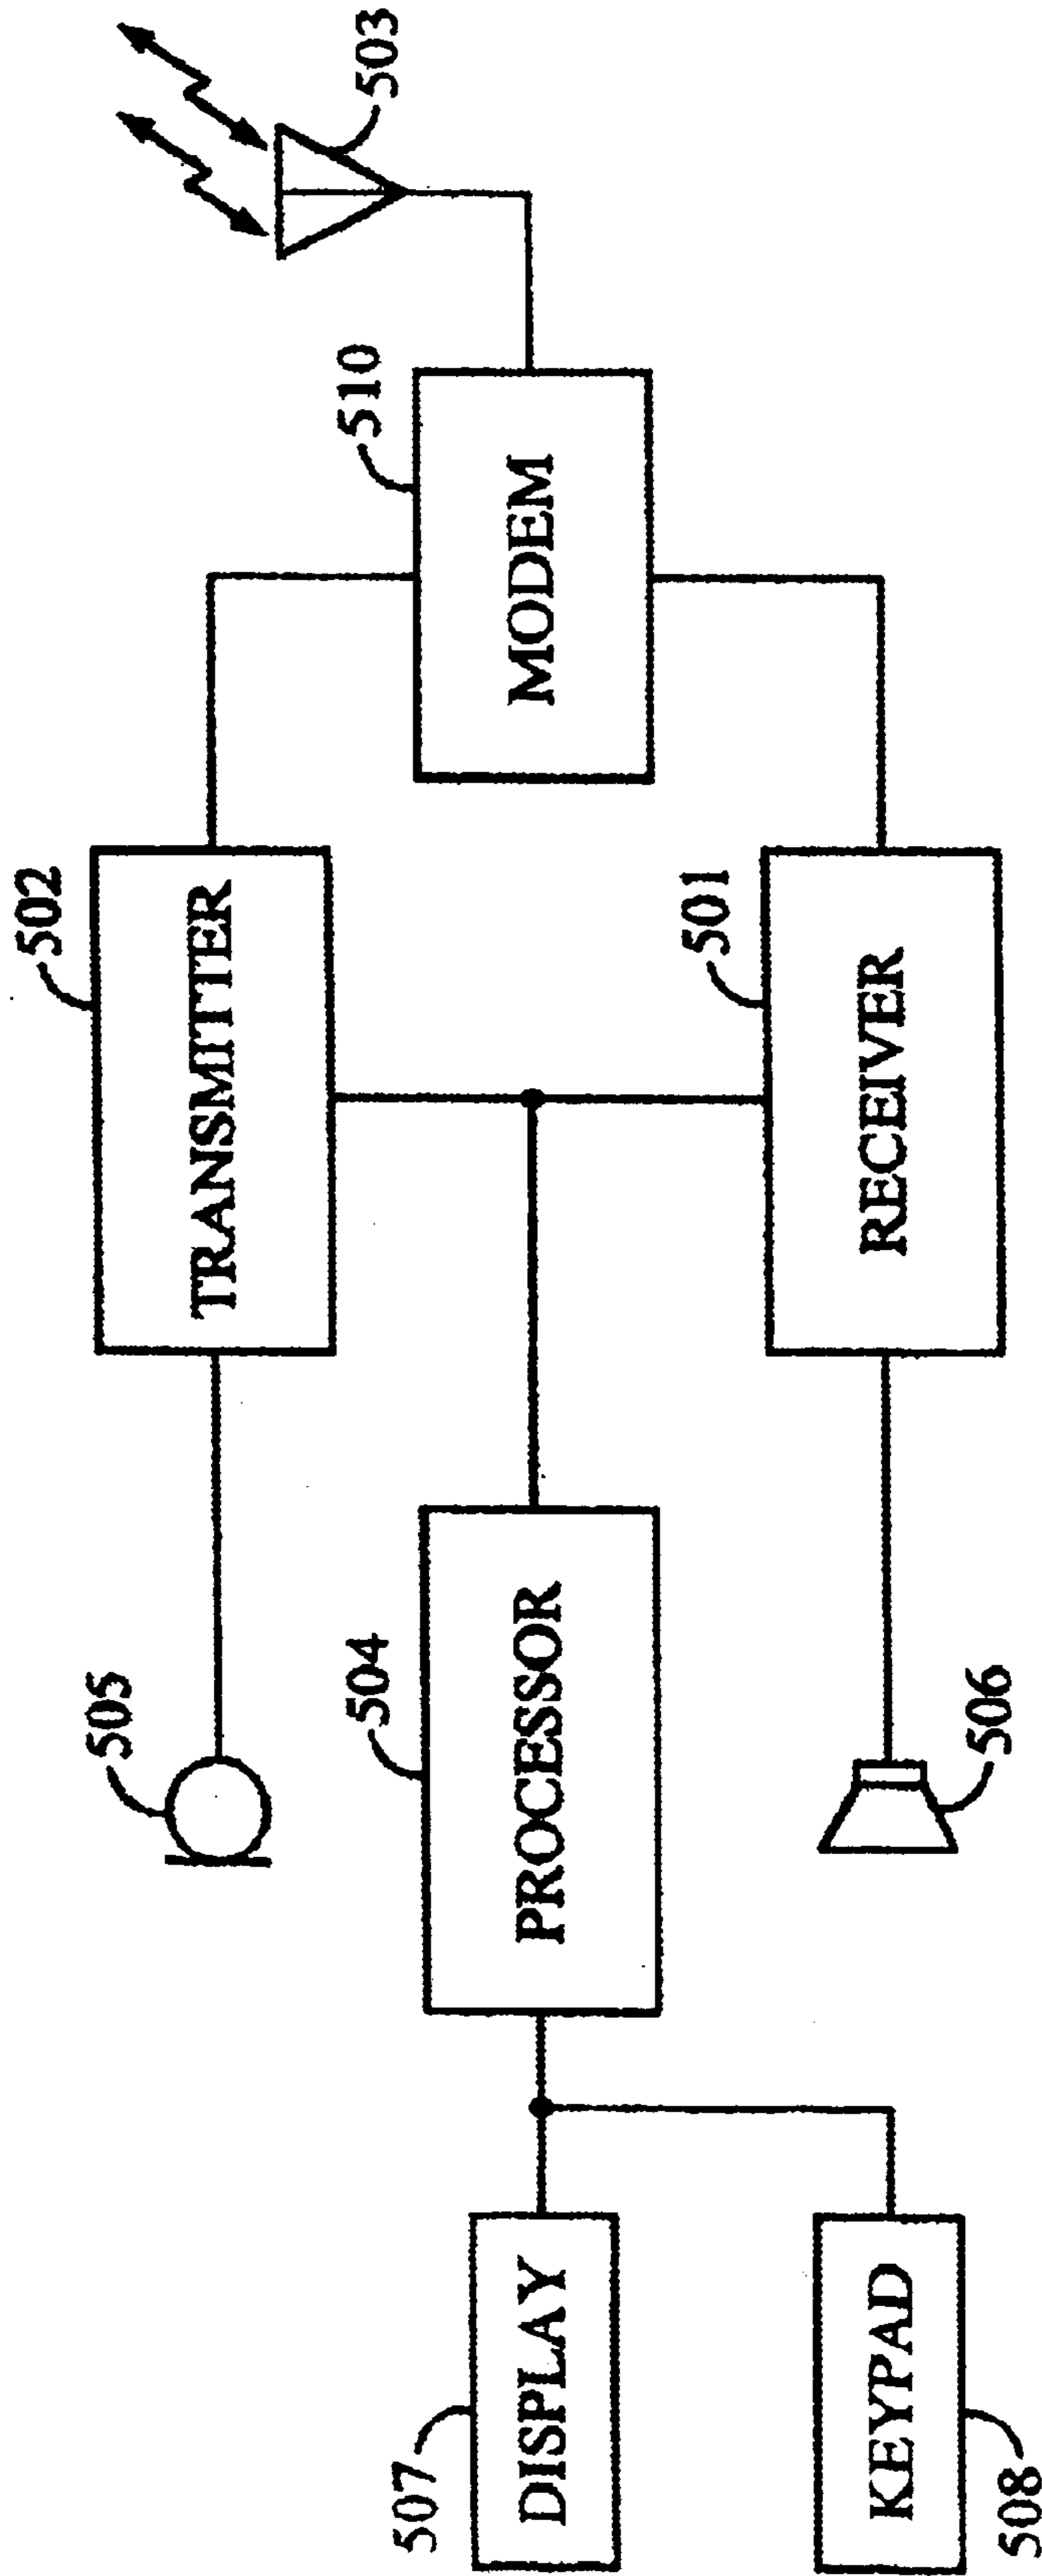 502
TRANSMITTER
505
503
510
MODEM
504
PROCESSOR
507
DISPLAY
501
RECEIVER
506
KEYPAD
508